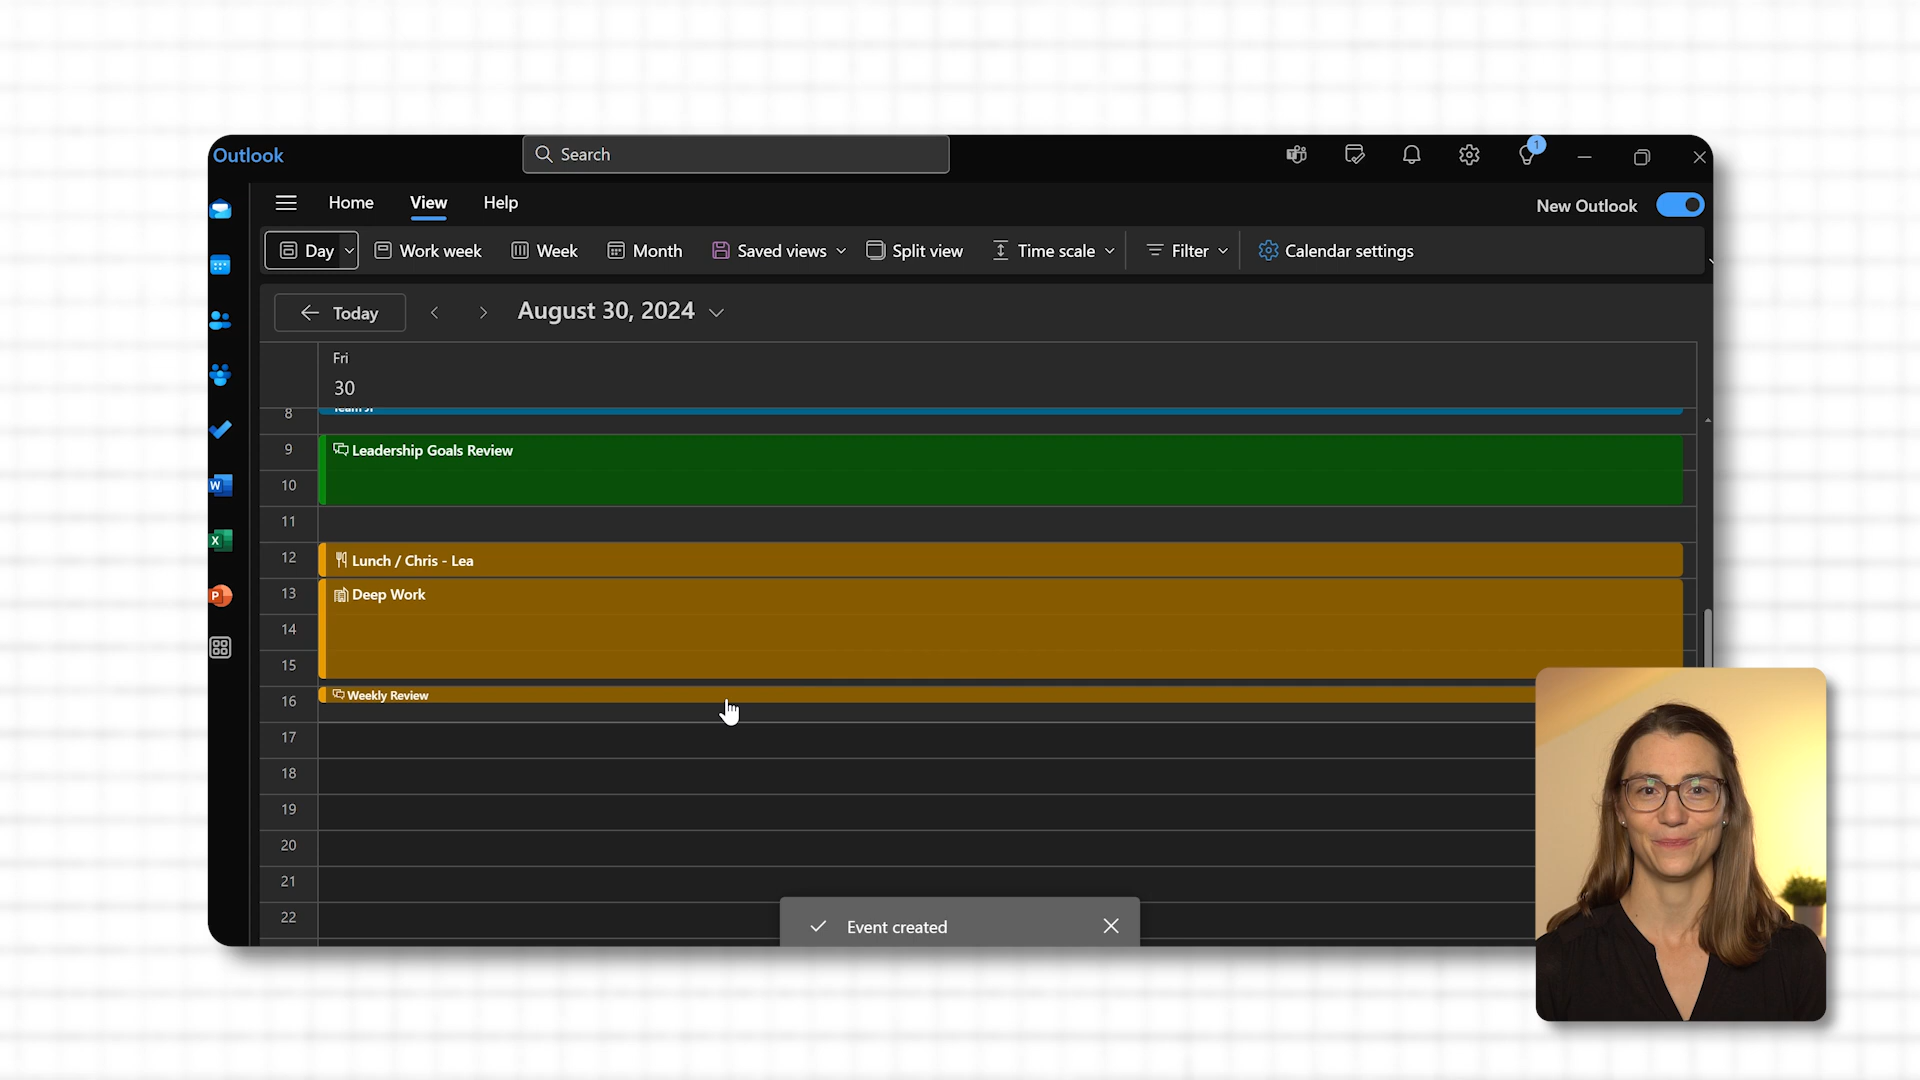 Outlook
Search
1
Home View Help
New Outlook
Day Work week Week Month Saved views Split view Time scale Filter Calendar settings
Today August 30, 2024
Fri
30
8
9 Leadership Goals Review
10
11
12 Lunch / Chris - Lea
13 Deep Work
14
15
16 Weekly Review
17
18
19
20
21
22
Event created
W
X
P